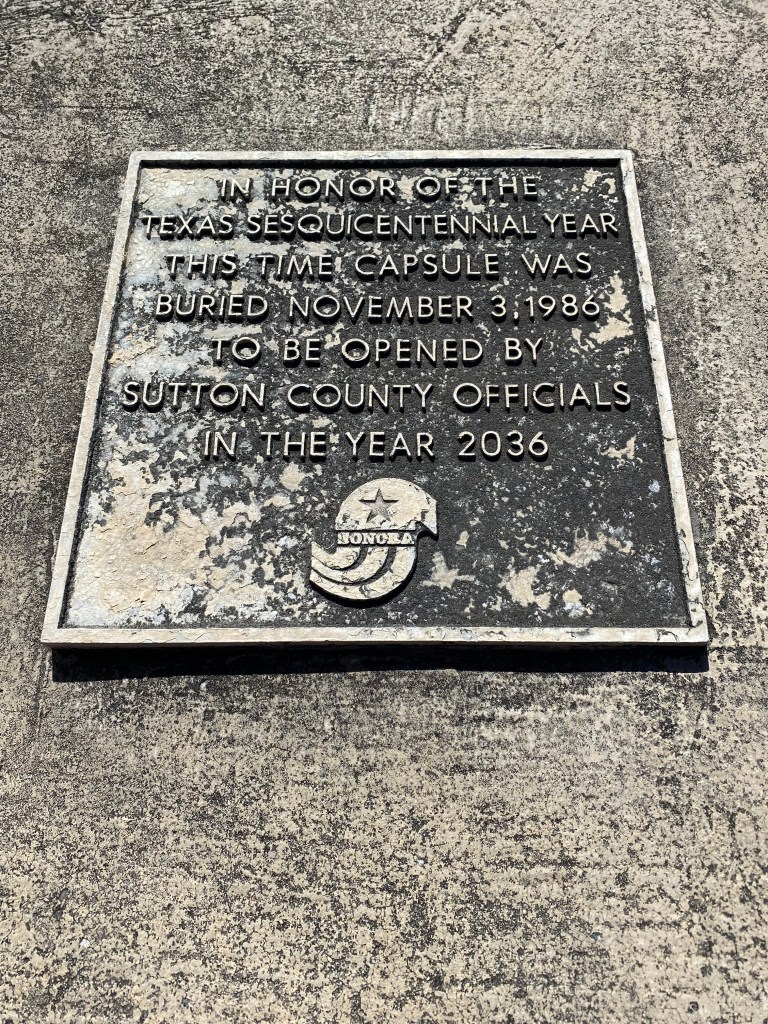 IN HONOR OF THE
TEXAS SESQUICENTENNIAL YEAR
THIS TIME CAPSULE WAS
BURIED NOVEMBER 3, 1986
TO BE OPENED BY
SUTTON COUNTY OFFICIALS
IN THE YEAR 2036
SONORA